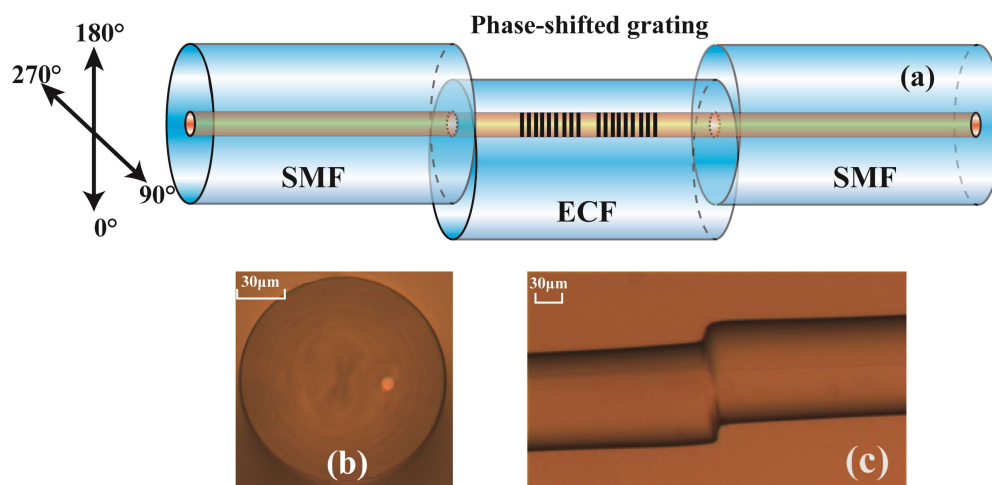 Phase-shifted grating
180°
270°
90°
0°
(a)
SMF
ECF
SMF
30μm
(b)
30μm
(c)